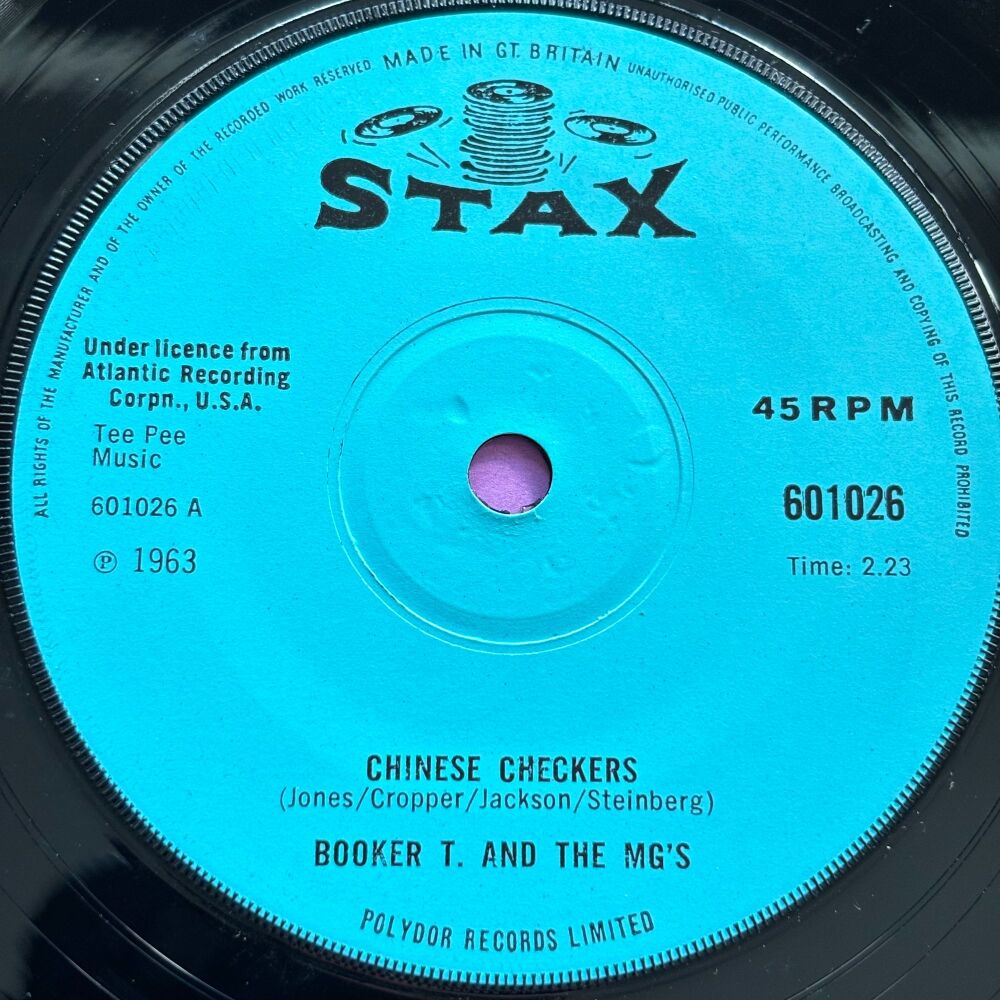 ALL RIGHTS OF THE MANUFACTURER AND OF THE OWNER OF THE RECORDED WORK RESERVED MADE IN GT. BRITAIN UNAUTHORISED PUBLIC PERFORMANCE BROADCASTING AND COPYING OF THIS RECORD PROHIBITED
STAX
Under licence from
Atlantic Recording
Corpn., U.S.A.
Tee Pee
Music
601026 A
℗ 1963
45 RPM
601026
Time: 2.23
CHINESE CHECKERS
(Jones/Cropper/Jackson/Steinberg)
BOOKER T. AND THE MG'S
POLYDOR RECORDS LIMITED